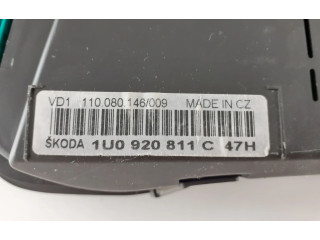 VD1 110.080.146/009 MADE IN CZ
ŠKODA 1U0 920 811 C 47H